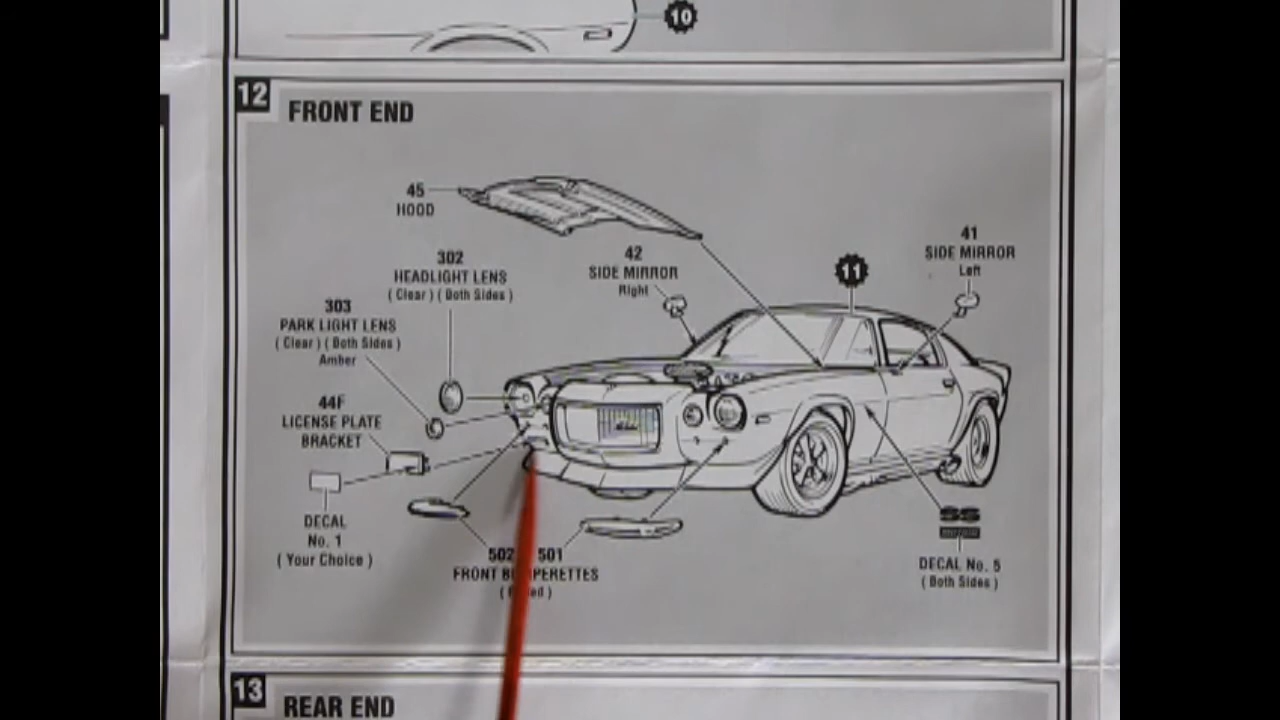 10
12
FRONT END
45
HOOD
302
HEADLIGHT LENS
( Clear ) ( Both Sides )
303
PARK LIGHT LENS
( Clear ) ( Both Sides )
Amber
44F
LICENSE PLATE
BRACKET
DECAL
No. 1
( Your Choice )
42
SIDE MIRROR
Right
11
41
SIDE MIRROR
Left
502 501
FRONT
SS
DECAL No. 5
( Both Sides )
13
REAR END